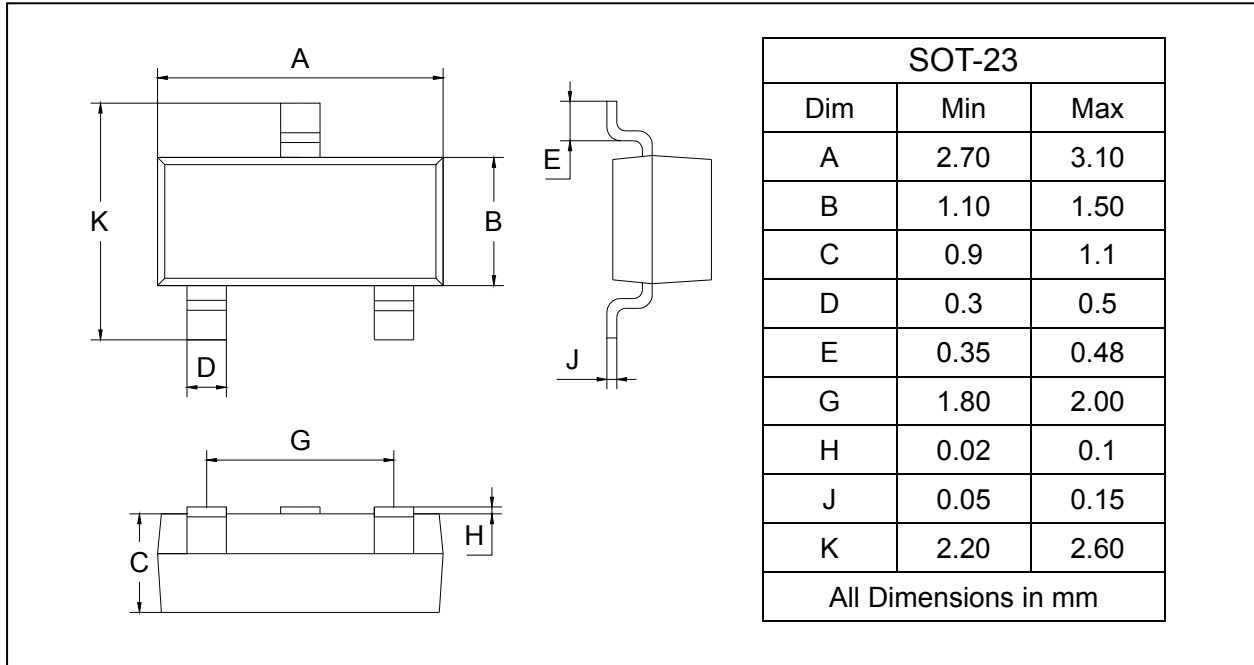 A
K
B
D
E
J
G
H
C
SOT-23
Dim Min Max
A 2.70 3.10
B 1.10 1.50
C 0.9 1.1
D 0.3 0.5
E 0.35 0.48
G 1.80 2.00
H 0.02 0.1
J 0.05 0.15
K 2.20 2.60
All Dimensions in mm